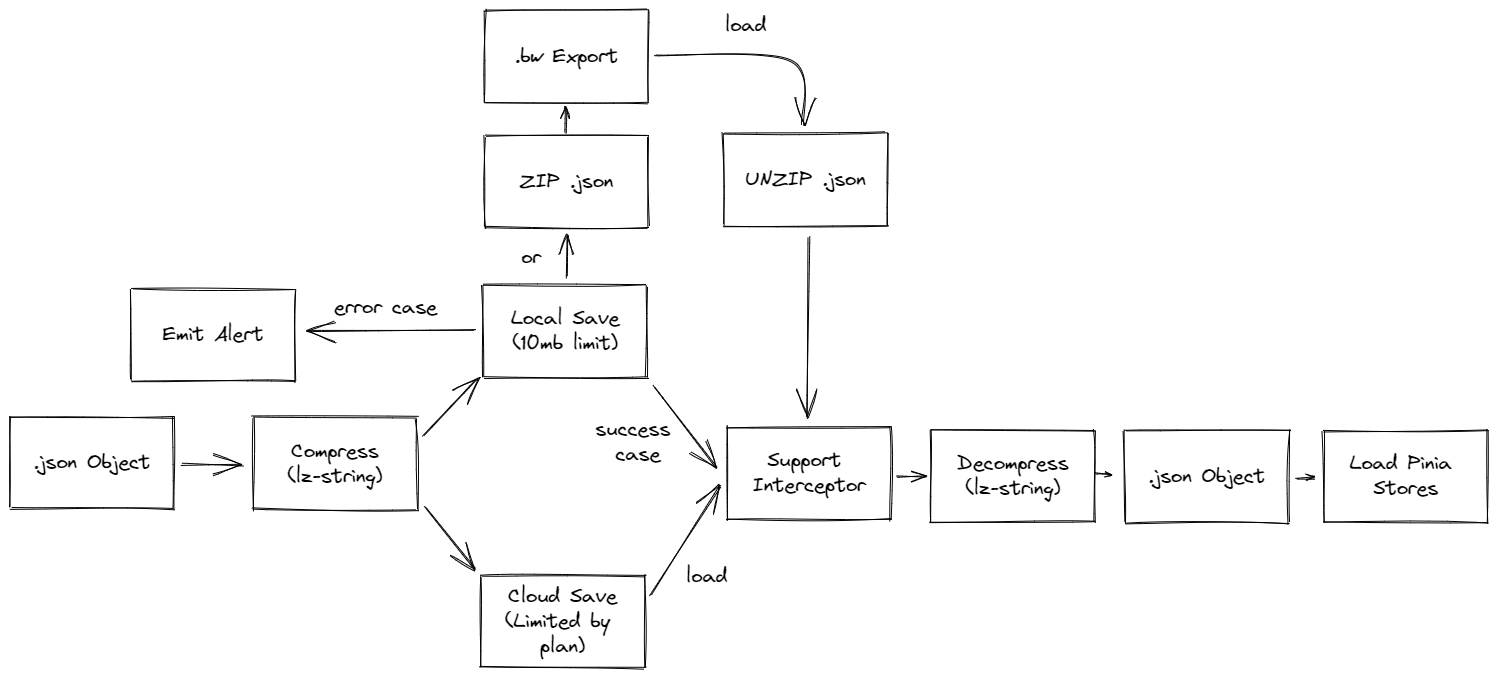 load
.bw Export
ZIP .json
UNZIP .json
or
error case
Emit Alert
Local Save
(10mb limit)
success
case
.json Object
Compress
(lz-string)
Support
Interceptor
Decompress
(lz-string)
.json Object
Load Pinia
Stores
load
Cloud Save
(Limited by
plan)